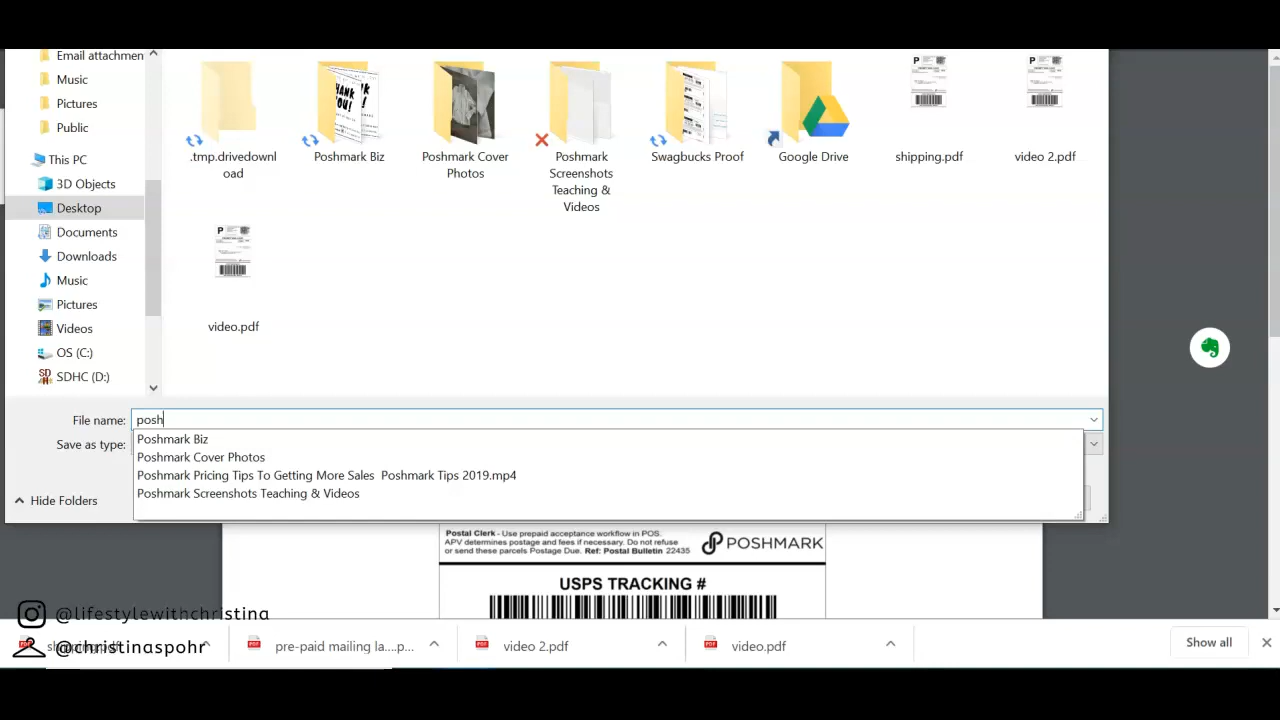 Email attachmen
Music
Pictures
Public
This PC
3D Objects
Desktop
Documents
Downloads
Music
Pictures
Videos
OS (C:)
SDHC (D:)
.tmp.drivedownl
oad
Poshmark Biz
Poshmark Cover
Photos
Poshmark
Screenshots
Teaching &
Videos
Swagbucks Proof
Google Drive
shipping.pdf
video 2.pdf
video.pdf
File name:
posh
Save as type:
Poshmark Biz
Poshmark Cover Photos
Poshmark Pricing Tips To Getting More Sales Poshmark Tips 2019.mp4
Poshmark Screenshots Teaching & Videos
Hide Folders
Postal Clerk - Use prepaid acceptance workflow in POS.
APV determines postage and fees if necessary. Do not refuse
or send these parcels Postage Due. Ref: Postal Bulletin 22435
POSHMARK
USPS TRACKING #
@lifestylewithchristina
@christinaspohr
shipping.pdf
pre-paid mailing la....p...
video 2.pdf
video.pdf
Show all